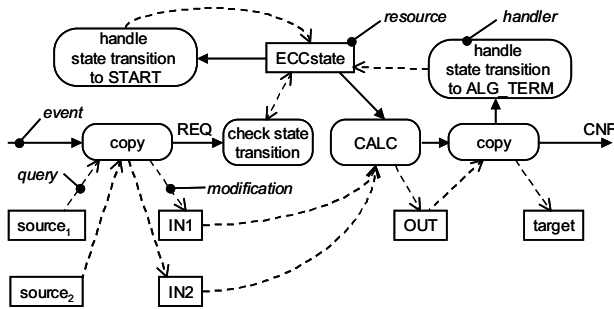 resource
handler
handle
state transition
to START
ECCstate
handle
state transition
to ALG_TERM
event
copy
REQ
check state
transition
CALC
copy
CNF
query
modification
source1
IN1
OUT
target
source2
IN2